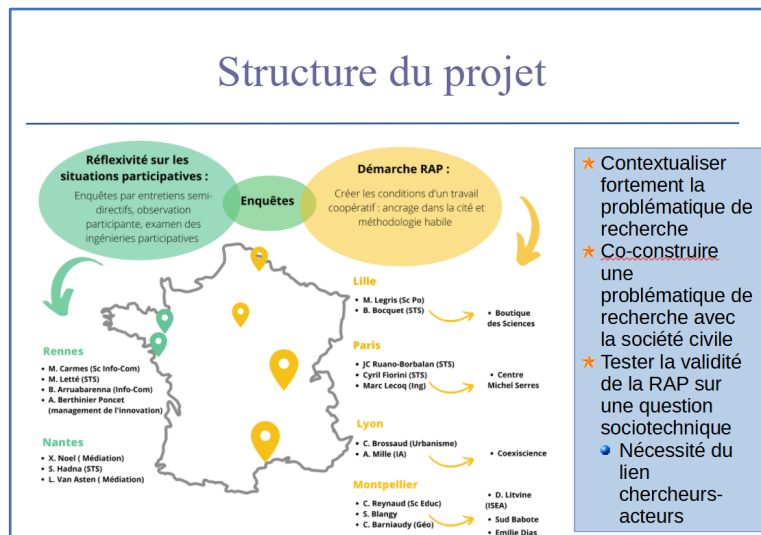 Structure du projet
Réflexivité sur les
situations participatives :
Enquêtes par entretiens semi-
directifs, observation
participante, examen des
ingénieries participatives
Enquêtes
Démarche RAP :
Créer les conditions d'un travail
coopératif : ancrage dans la cité et
méthodologie habile
Rennes
• M. Carmes (Sc Info-Com)
• M. Letté (STS)
• B. Arruabarenna (Info-Com)
• A. Berthinier Poncet
(management de l'innovation)
Nantes
• X. Noel ( Médiation)
• S. Hadna (STS)
• L. Van Asten ( Médiation)
Lille
• M. Legris (Sc Po)
• B. Bocquet (STS)
• Boutique
des Sciences
Paris
• JC Ruano-Borbalan (STS)
• Cyril Fiorini (STS)
• Marc Lecoq (Ing)
• Centre
Michel Serres
Lyon
• C. Brossaud (Urbanisme)
• A. Mille (IA)
• Coexiscience
Montpellier
• C. Reynaud (Sc Educ)
• S. Blangy
• C. Barniaudy (Géo)
• D. Litvine
(ISEA)
• Sud Babote
• Emilie Dias
Contextualiser
fortement la
problématique de
recherche
Co-construire
une
problématique de
recherche avec
la société civile
Tester la validité
de la RAP sur
une question
sociotechnique
Nécessité du
lien
chercheurs-
acteurs